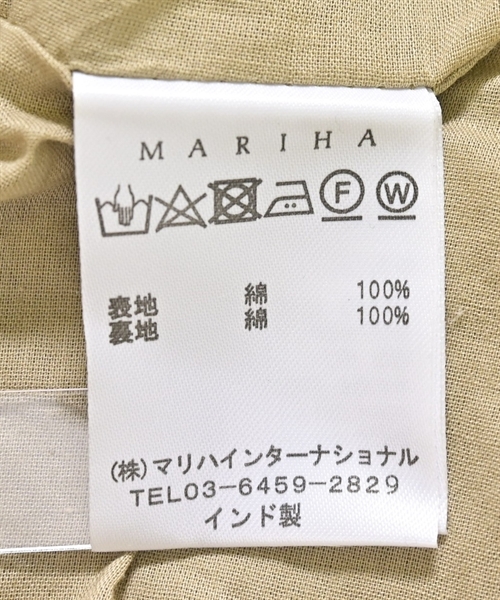 MARIHA
F W
表地 綿 100%
裏地 綿 100%
(株)マリハインターナショナル
TEL03-6459-2829
インド製